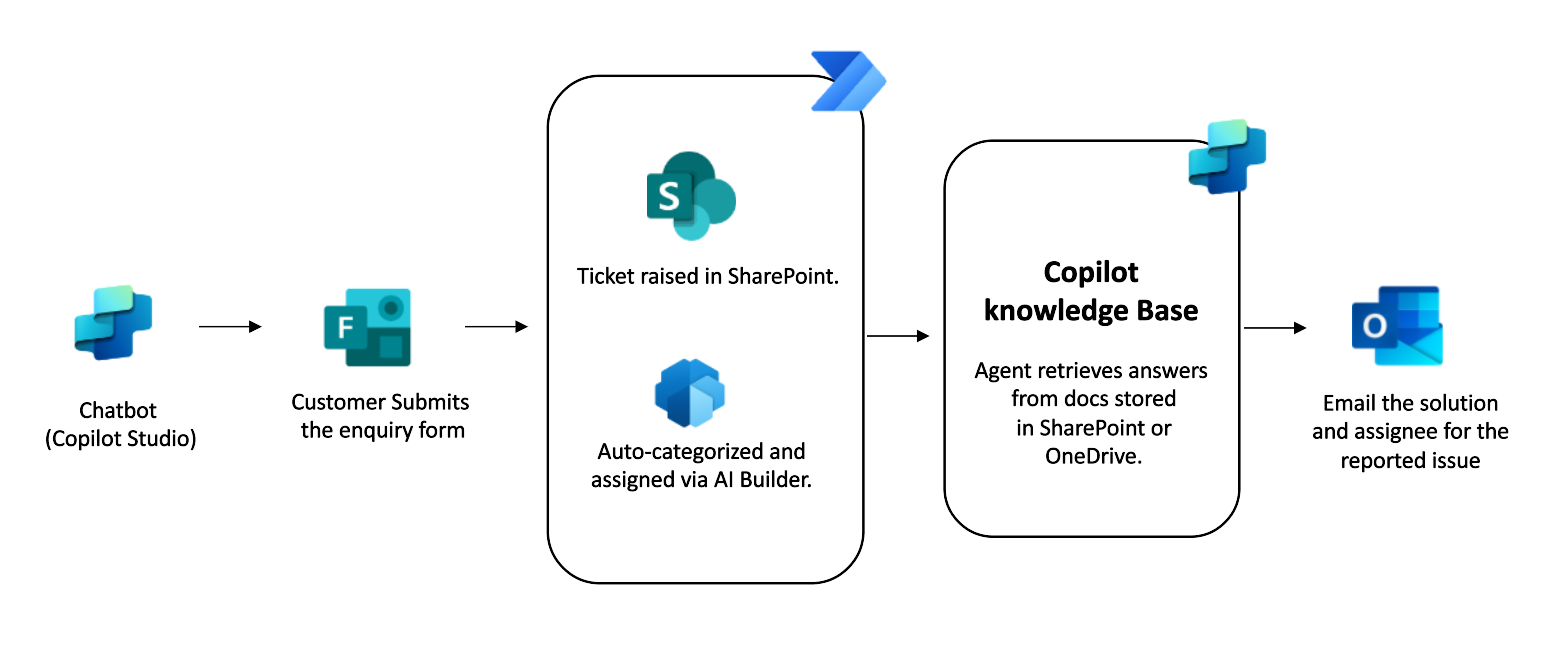 Chatbot
(Copilot Studio)
F
Customer Submits
the enquiry form
S
Ticket raised in SharePoint.
Auto-categorized and
assigned via AI Builder.
Copilot
knowledge Base
Agent retrieves answers
from docs stored
in SharePoint or
OneDrive.
O
Email the solution
and assignee for the
reported issue